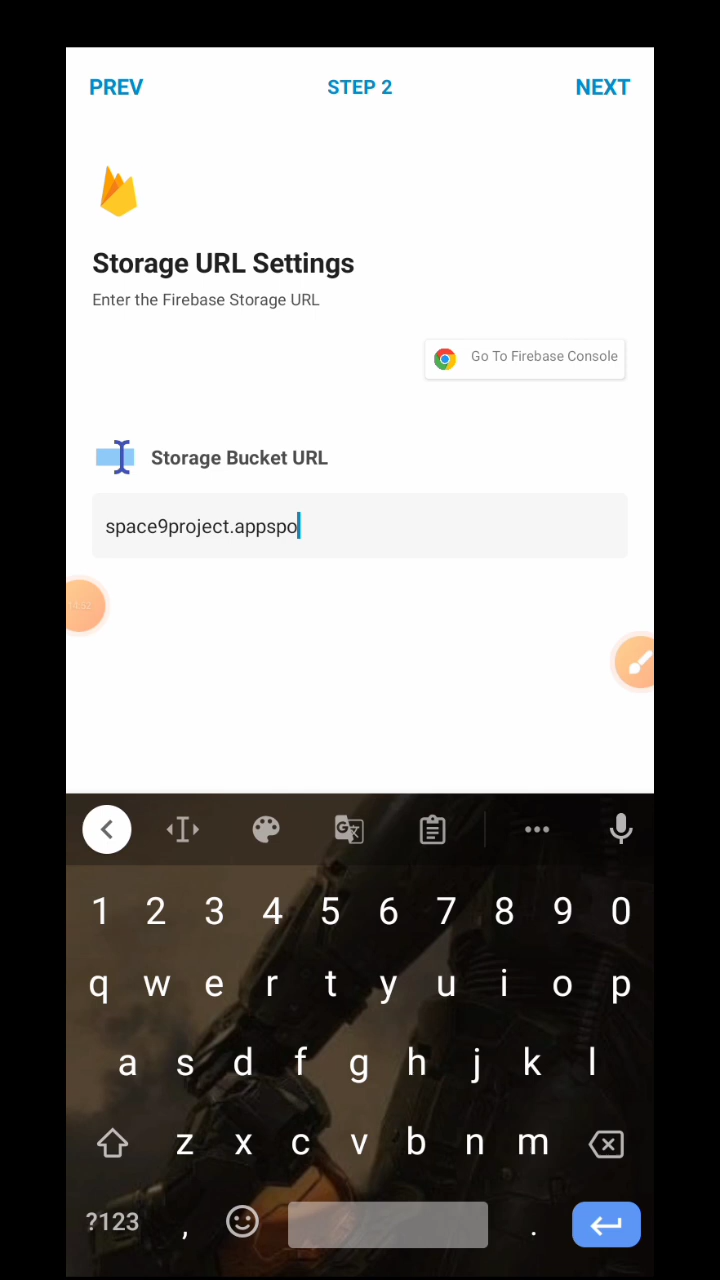 PREV STEP 2 NEXT
Storage URL Settings
Enter the Firebase Storage URL
Go To Firebase Console
Storage Bucket URL
space9project.appspo
1 2 3 4 5 6 7 8 9 0
q w e r t y u i o p
a s d f g h j k l
z x c v b n m
?123 , .